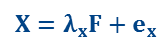 X = λₓF + eₓ